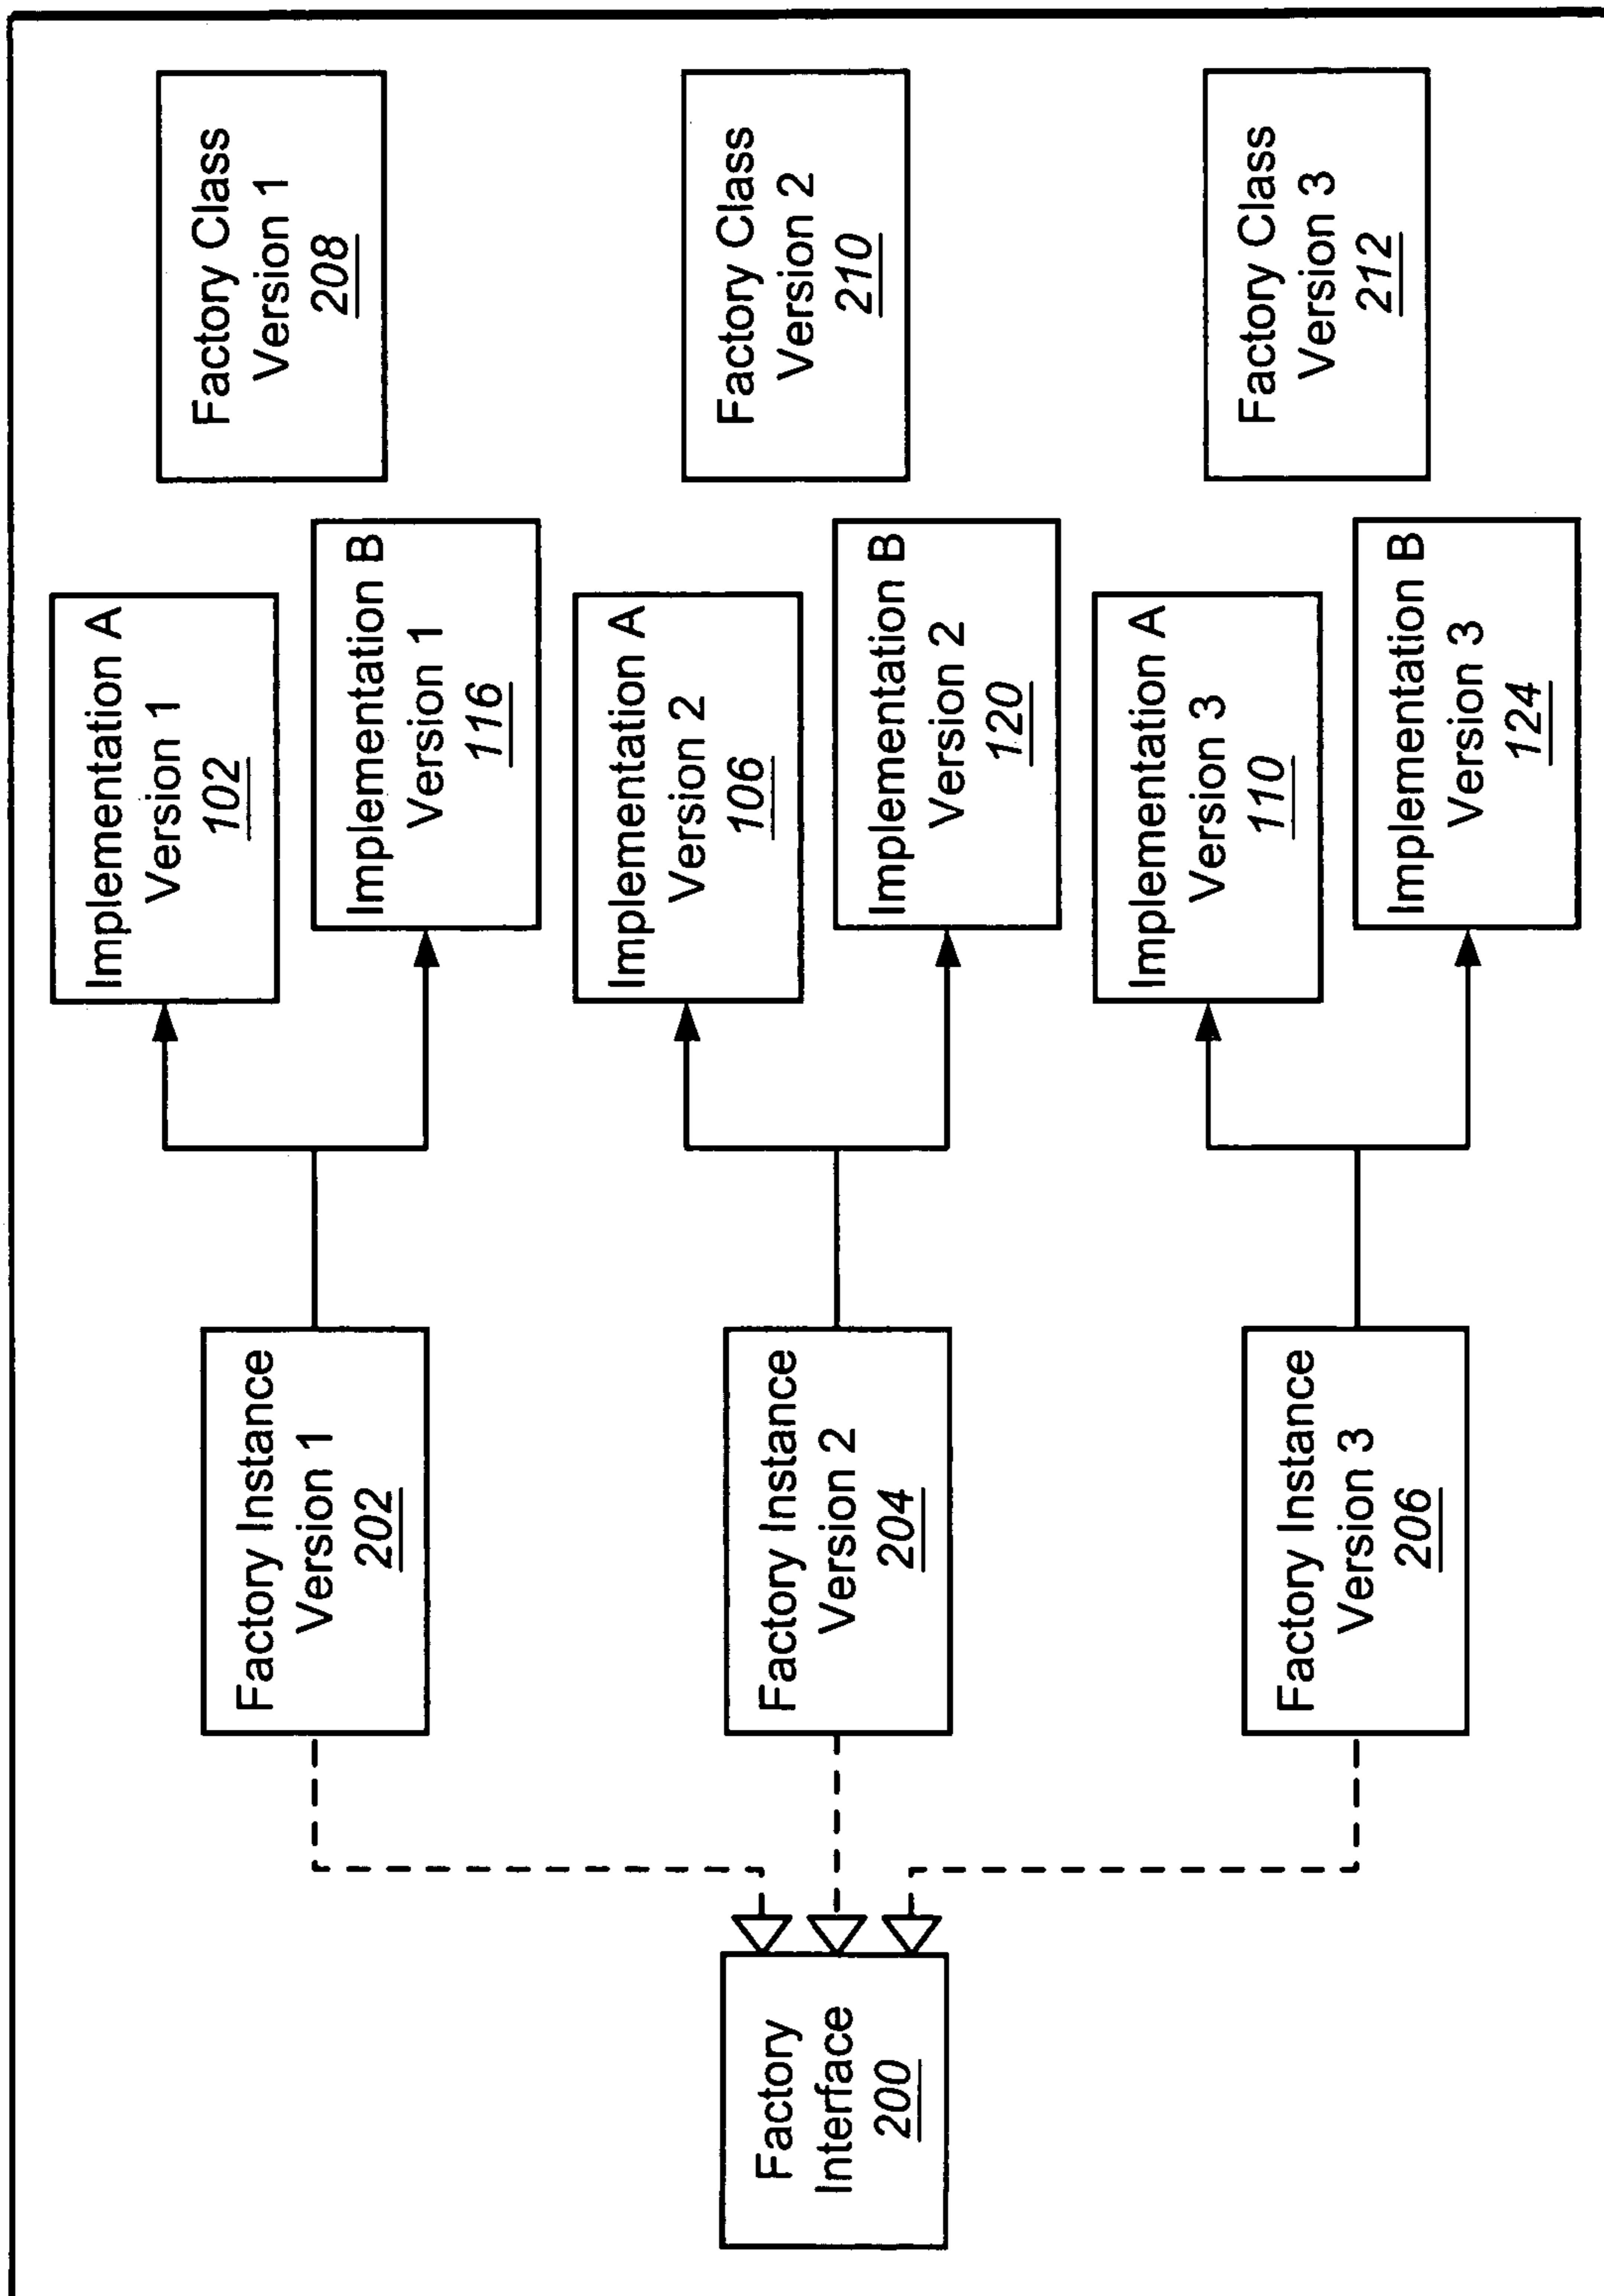 Factory
Interface
200
Factory Instance
Version 1
202
Factory Instance
Version 2
204
Factory Instance
Version 3
206
Implementation A
Version 1
102
Implementation B
Version 1
116
Implementation A
Version 2
106
Implementation B
Version 2
120
Implementation A
Version 3
110
Implementation B
Version 3
124
Factory Class
Version 1
208
Factory Class
Version 2
210
Factory Class
Version 3
212